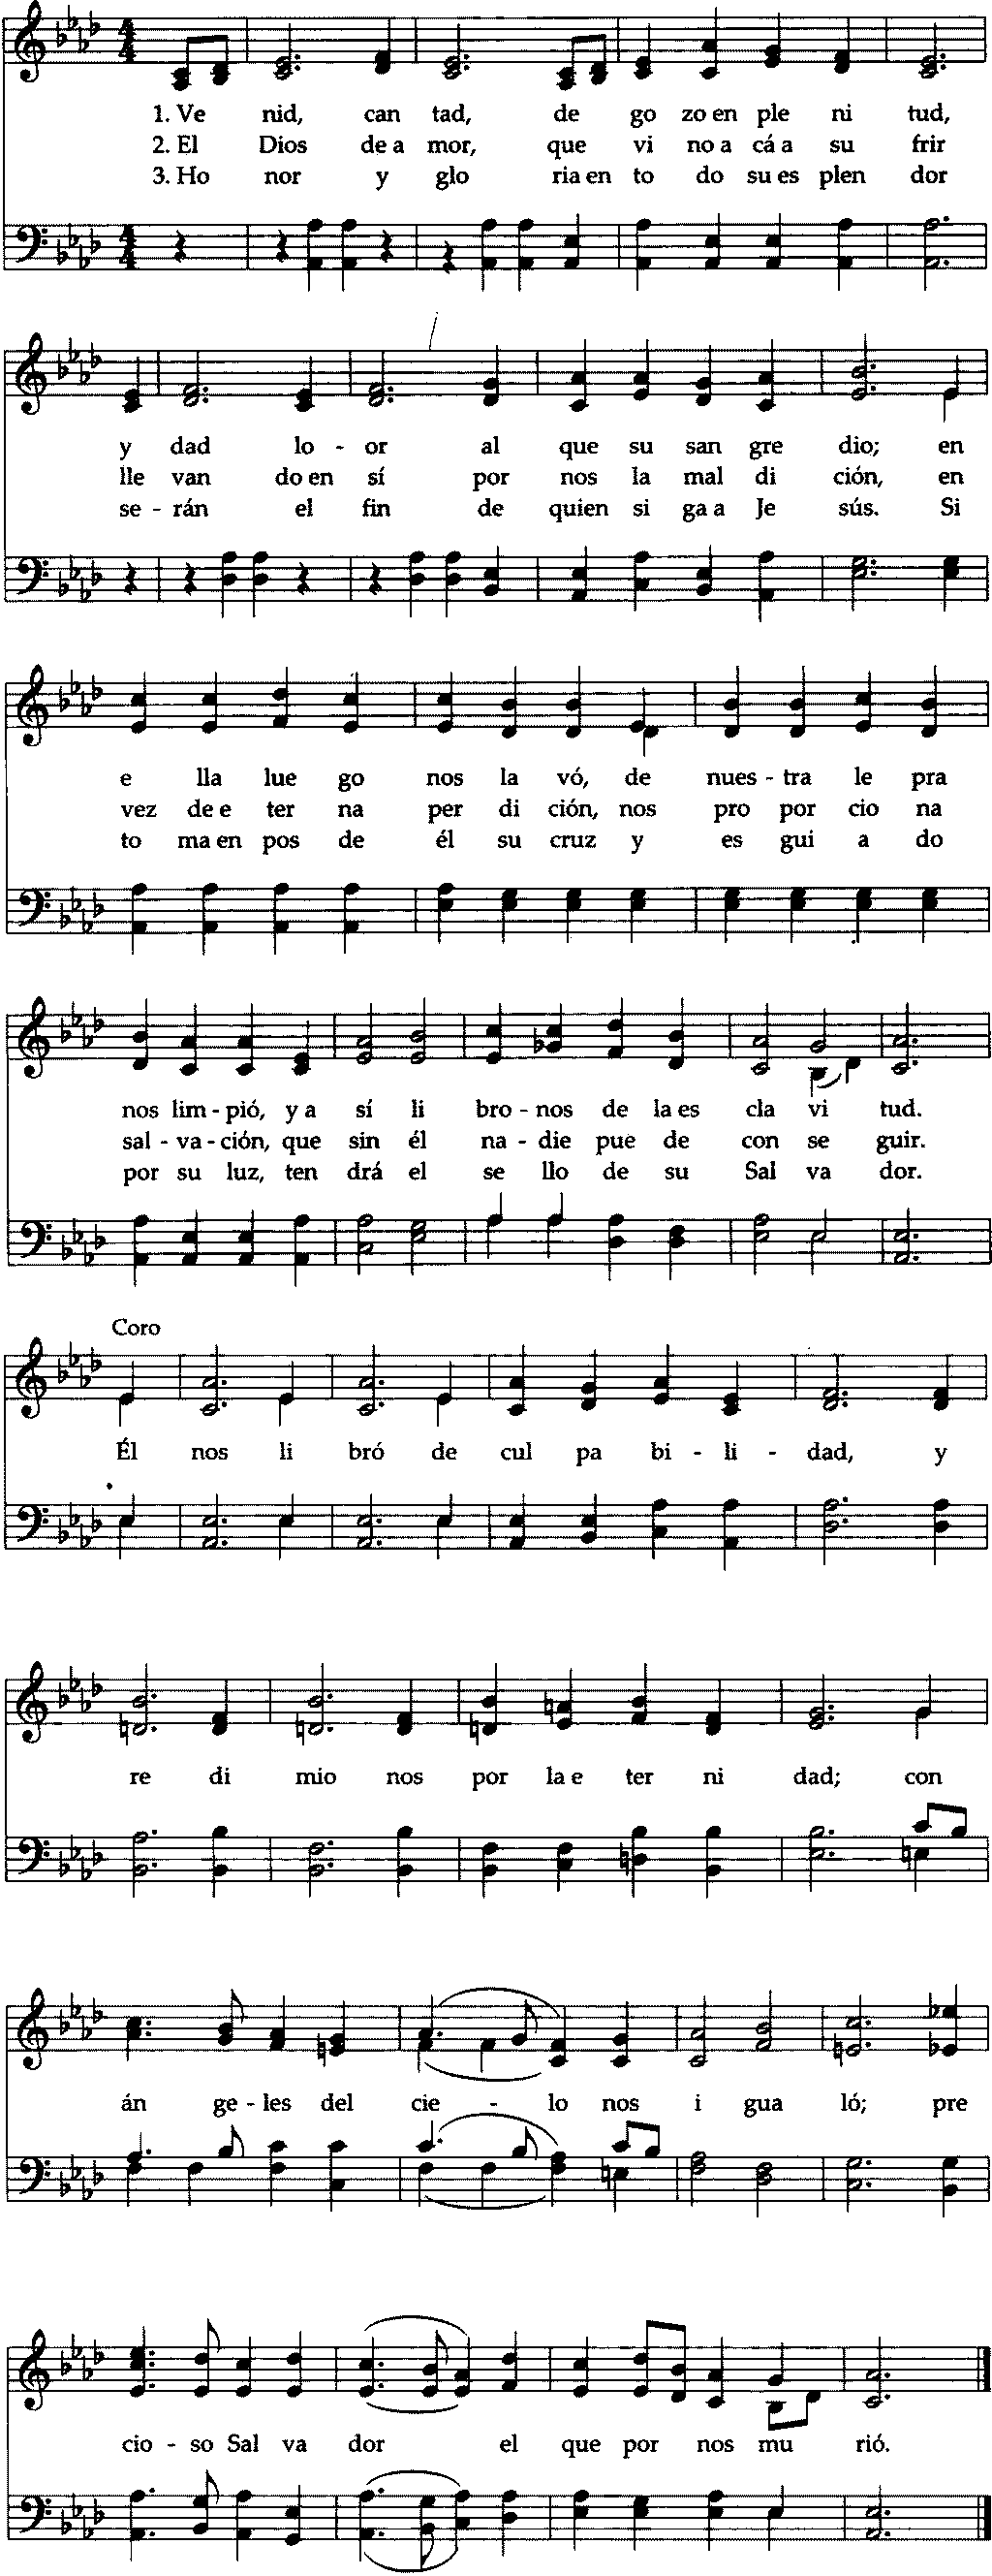 1. Ve nid, can tad, de go zo en ple ni tud,
2. El Dios de a mor, que vi no a cá a su frir
3. Ho nor y glo ria en to do su es plen dor
y dad lo - or al que su san gre dio; en
lle van do en sí por nos la mal di ción, en
se - rán el fin de quien si ga a Je sús. Si
e lla lue go nos la vó, de nues - tra le pra
vez de e ter na per di ción, nos pro por cio na
to ma en pos de él su cruz y es gui a do
nos lim - pió, y a sí li bro - nos de la es cla vi tud.
sal - va - ción, que sin él na - die pue de con se guir.
por su luz, ten drá el se llo de su Sal va dor.
Coro
Él nos li bró de cul pa bi - li - dad, y
re di mio nos por la e ter ni dad; con
án ge - les del cie - lo nos i gua ló; pre
cio - so Sal va dor el que por nos mu rió.